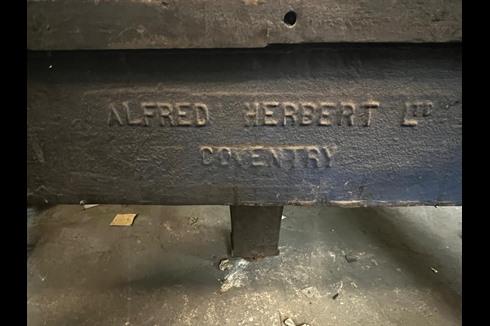 ALFRED HERBERT LTD
COVENTRY